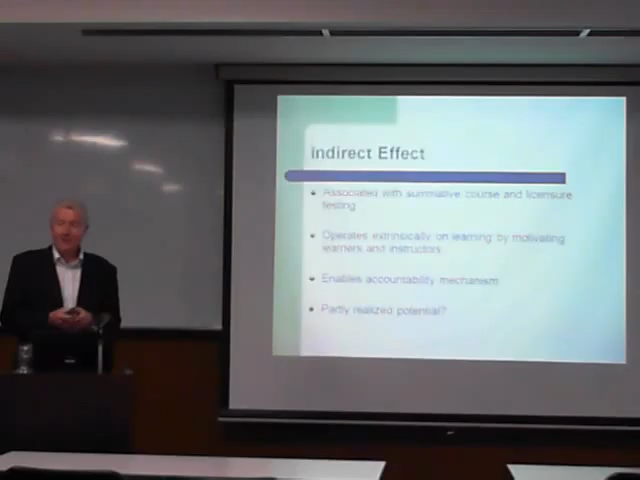 Indirect Effect
Associated with summative course and licensure
testing
Operates extrinsically on learning by motivating
learners and instructors
Enables accountability mechanism
Partly realized potential?